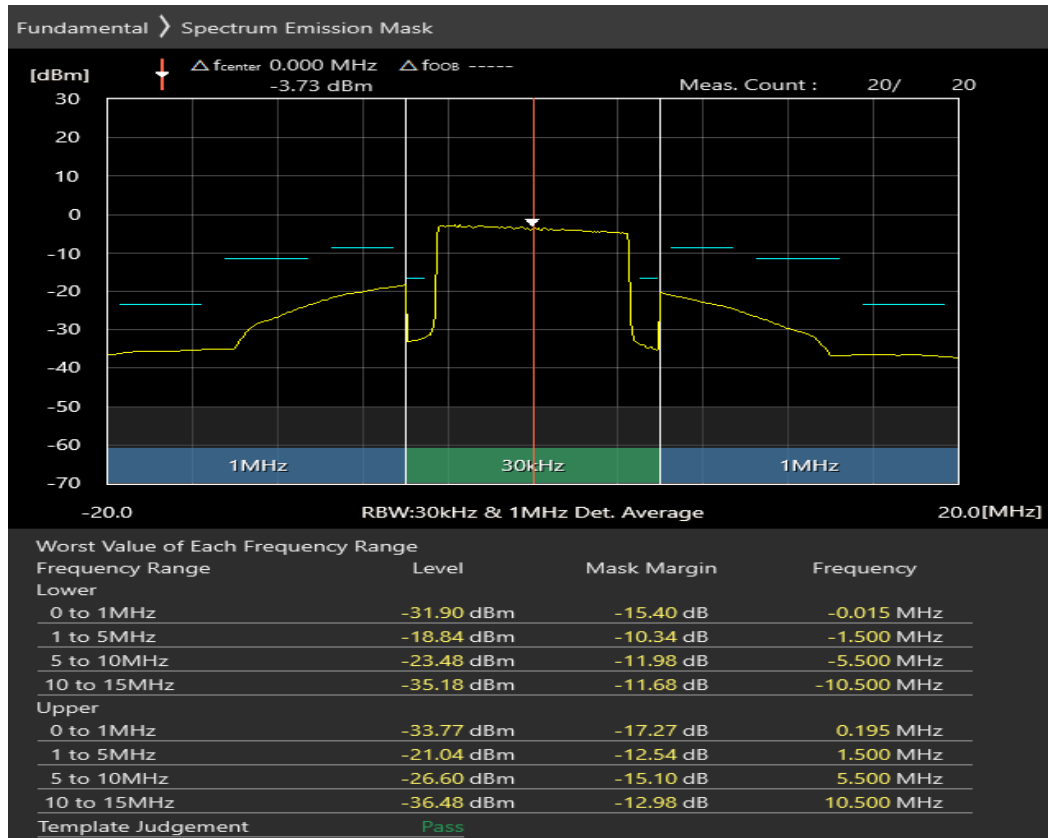 Fundamental 〉 Spectrum Emission Mask
[dBm] △ fcenter 0.000 MHz △ fOOB -----
-3.73 dBm Meas. Count : 20/ 20
30
20
10
0
-10
-20
-30
-40
-50
-60
-70
1MHz 30kHz 1MHz
-20.0 RBW:30kHz & 1MHz Det. Average 20.0[MHz]
Worst Value of Each Frequency Range
Frequency Range Level Mask Margin Frequency
Lower
0 to 1MHz -31.90 dBm -15.40 dB -0.015 MHz
1 to 5MHz -18.84 dBm -10.34 dB -1.500 MHz
5 to 10MHz -23.48 dBm -11.98 dB -5.500 MHz
10 to 15MHz -35.18 dBm -11.68 dB -10.500 MHz
Upper
0 to 1MHz -33.77 dBm -17.27 dB 0.195 MHz
1 to 5MHz -21.04 dBm -12.54 dB 1.500 MHz
5 to 10MHz -26.60 dBm -15.10 dB 5.500 MHz
10 to 15MHz -36.48 dBm -12.98 dB 10.500 MHz
Template Judgement Pass